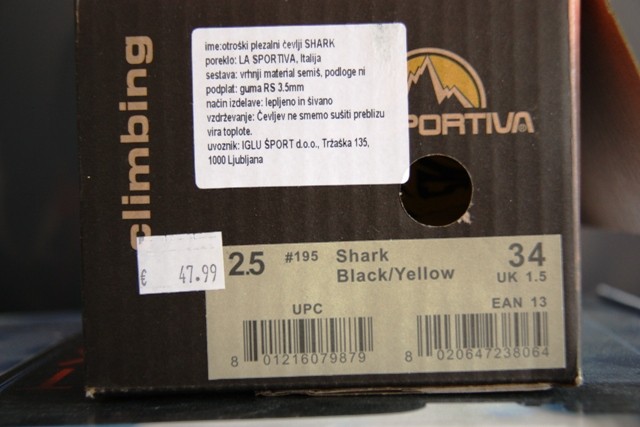 climbing
ime:otroški plezalni čevlji SHARK
poreklo: LA SPORTIVA, Italija
sestava: vrhnji material semiš, podloge ni
podplat: guma RS 3.5mm
način izdelave: lepljeno in šivano
vzdrževanje: Čevljev ne smemo sušiti preblizu
vira toplote.
uvoznik: IGLU ŠPORT d.o.o., Tržaška 135,
1000 Ljubljana
PORTIVA
€ 47.99
2.5 #195 Shark 34
Black/Yellow UK 1.5
UPC EAN 13
8 01216079879 8 020647238064